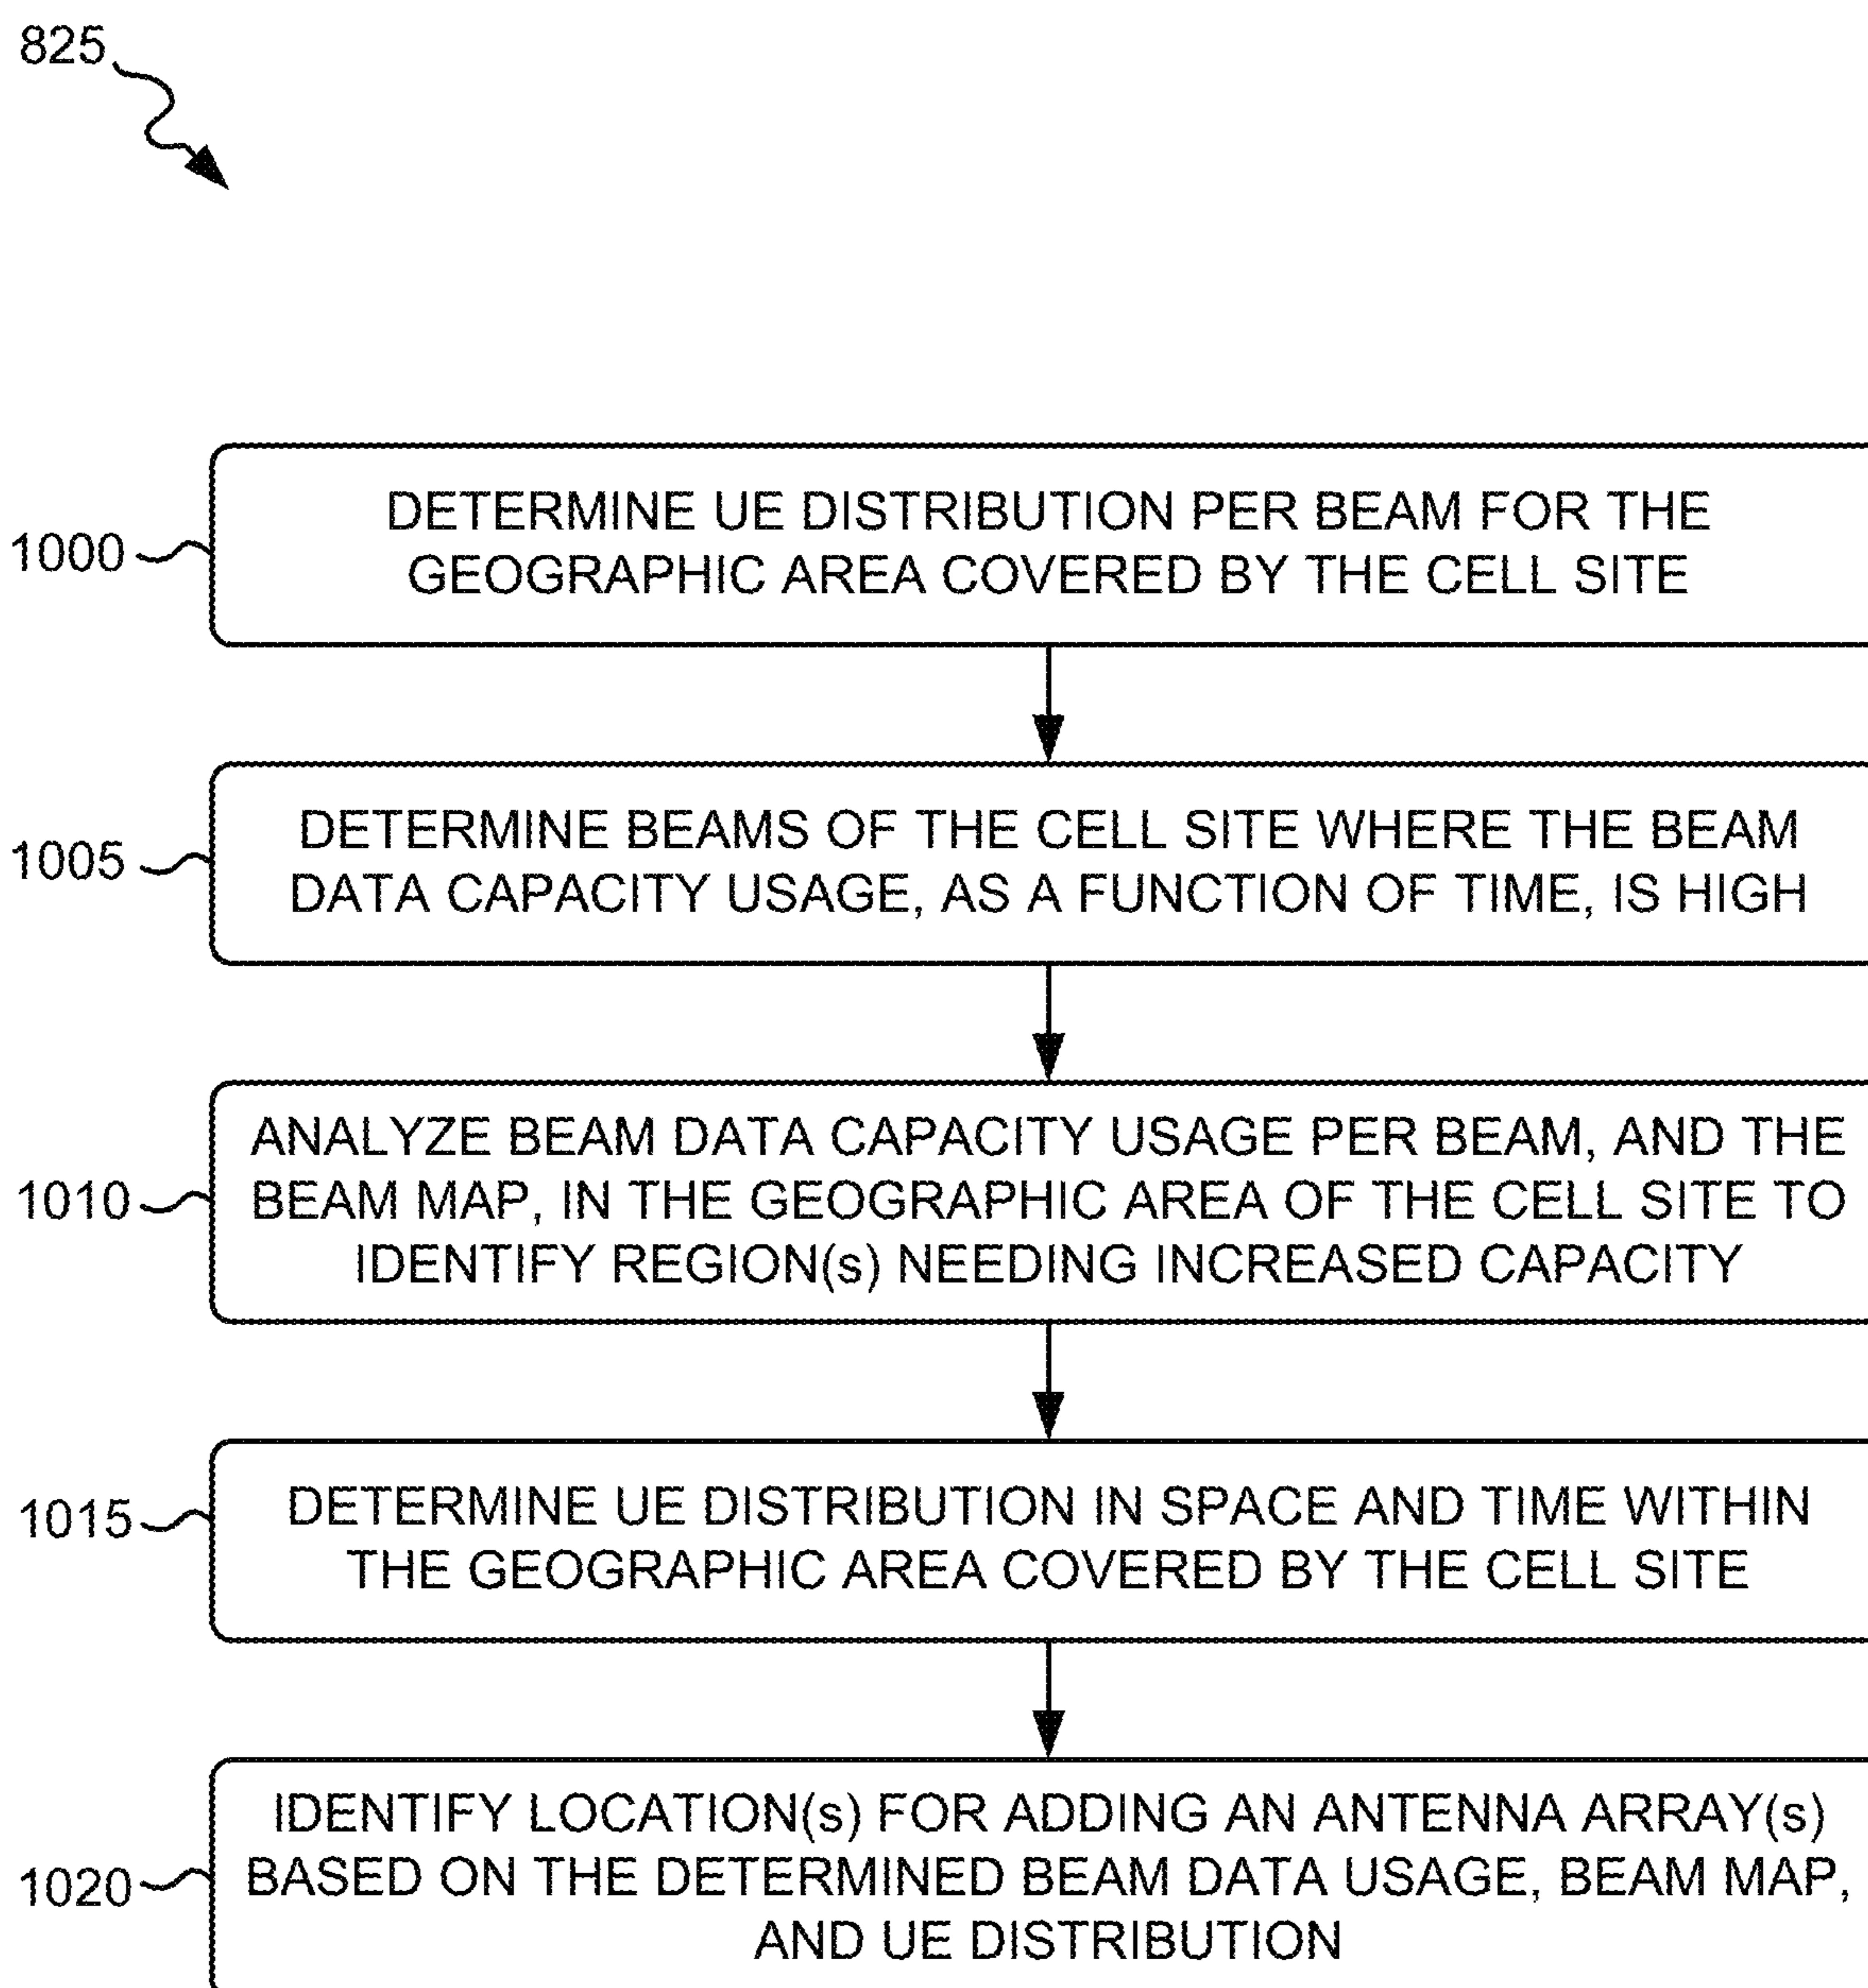 825
1000
DETERMINE UE DISTRIBUTION PER BEAM FOR THE
GEOGRAPHIC AREA COVERED BY THE CELL SITE
1005
DETERMINE BEAMS OF THE CELL SITE WHERE THE BEAM
DATA CAPACITY USAGE, AS A FUNCTION OF TIME, IS HIGH
1010
ANALYZE BEAM DATA CAPACITY USAGE PER BEAM, AND THE
BEAM MAP, IN THE GEOGRAPHIC AREA OF THE CELL SITE TO
IDENTIFY REGION(s) NEEDING INCREASED CAPACITY
1015
DETERMINE UE DISTRIBUTION IN SPACE AND TIME WITHIN
THE GEOGRAPHIC AREA COVERED BY THE CELL SITE
1020
IDENTIFY LOCATION(s) FOR ADDING AN ANTENNA ARRAY(s)
BASED ON THE DETERMINED BEAM DATA USAGE, BEAM MAP,
AND UE DISTRIBUTION